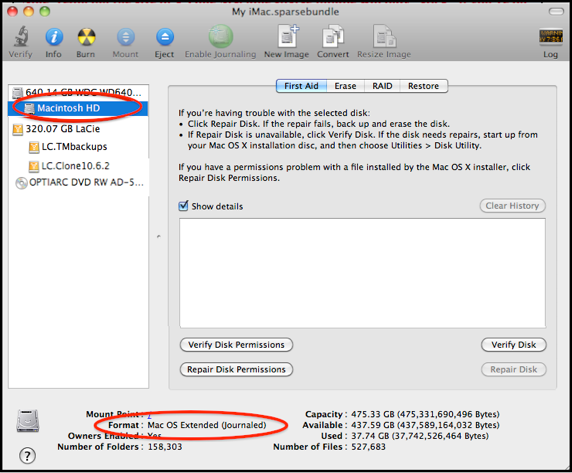 My iMac.sparsebundle
Verify Info Burn Mount Eject Enable Journaling New Image Convert Resize Image Log
640.14 GB WDC WD640...
Macintosh HD
320.07 GB LaCie
LC.TMbackups
LC.Clone10.6.2
OPTIARC DVD RW AD-5...
First Aid Erase RAID Restore
If you're having trouble with the selected disk:
• Click Repair Disk. If the repair fails, back up and erase the disk.
• If Repair Disk is unavailable, click Verify Disk. If the disk needs repairs, start up from
your Mac OS X installation disc, and then choose Utilities > Disk Utility.
If you have a permissions problem with a file installed by the Mac OS X installer, click
Repair Disk Permissions.
Show details
Clear History
Verify Disk Permissions
Verify Disk
Repair Disk Permissions
Repair Disk
Mount Point : /
Format : Mac OS Extended (Journaled)
Owners Enabled : Yes
Number of Folders : 158,303
Capacity : 475.33 GB (475,331,690,496 Bytes)
Available : 437.59 GB (437,589,164,032 Bytes)
Used : 37.74 GB (37,742,526,464 Bytes)
Number of Files : 527,683